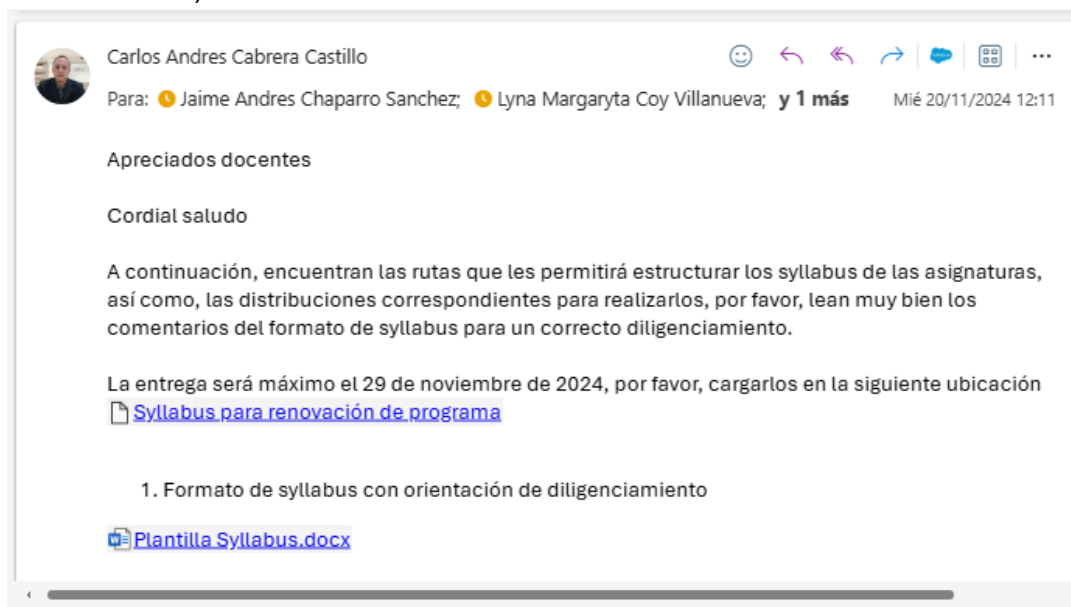 Carlos Andres Cabrera Castillo
Para: Jaime Andres Chaparro Sanchez; Lyna Margaryta Coy Villanueva; y 1 más Mié 20/11/2024 12:11
Apreciados docentes
Cordial saludo
A continuación, encuentran las rutas que les permitirá estructurar los syllabus de las asignaturas,
así como, las distribuciones correspondientes para realizarlos, por favor, lean muy bien los
comentarios del formato de syllabus para un correcto diligenciamiento.
La entrega será máximo el 29 de noviembre de 2024, por favor, cargarlos en la siguiente ubicación
Syllabus para renovación de programa
1. Formato de syllabus con orientación de diligenciamiento
Plantilla Syllabus.docx